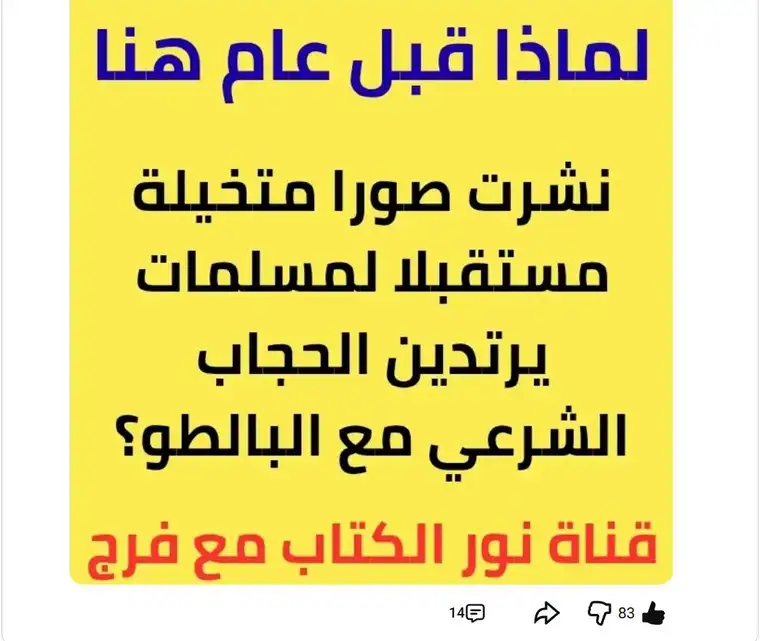 لماذا قبل عام هنا
نشرت صورا متخيلة
مستقبلا لمسلمات
يرتدين الحجاب
الشرعي مع البالطو؟
قناة نور الكتاب مع فرج
83
14